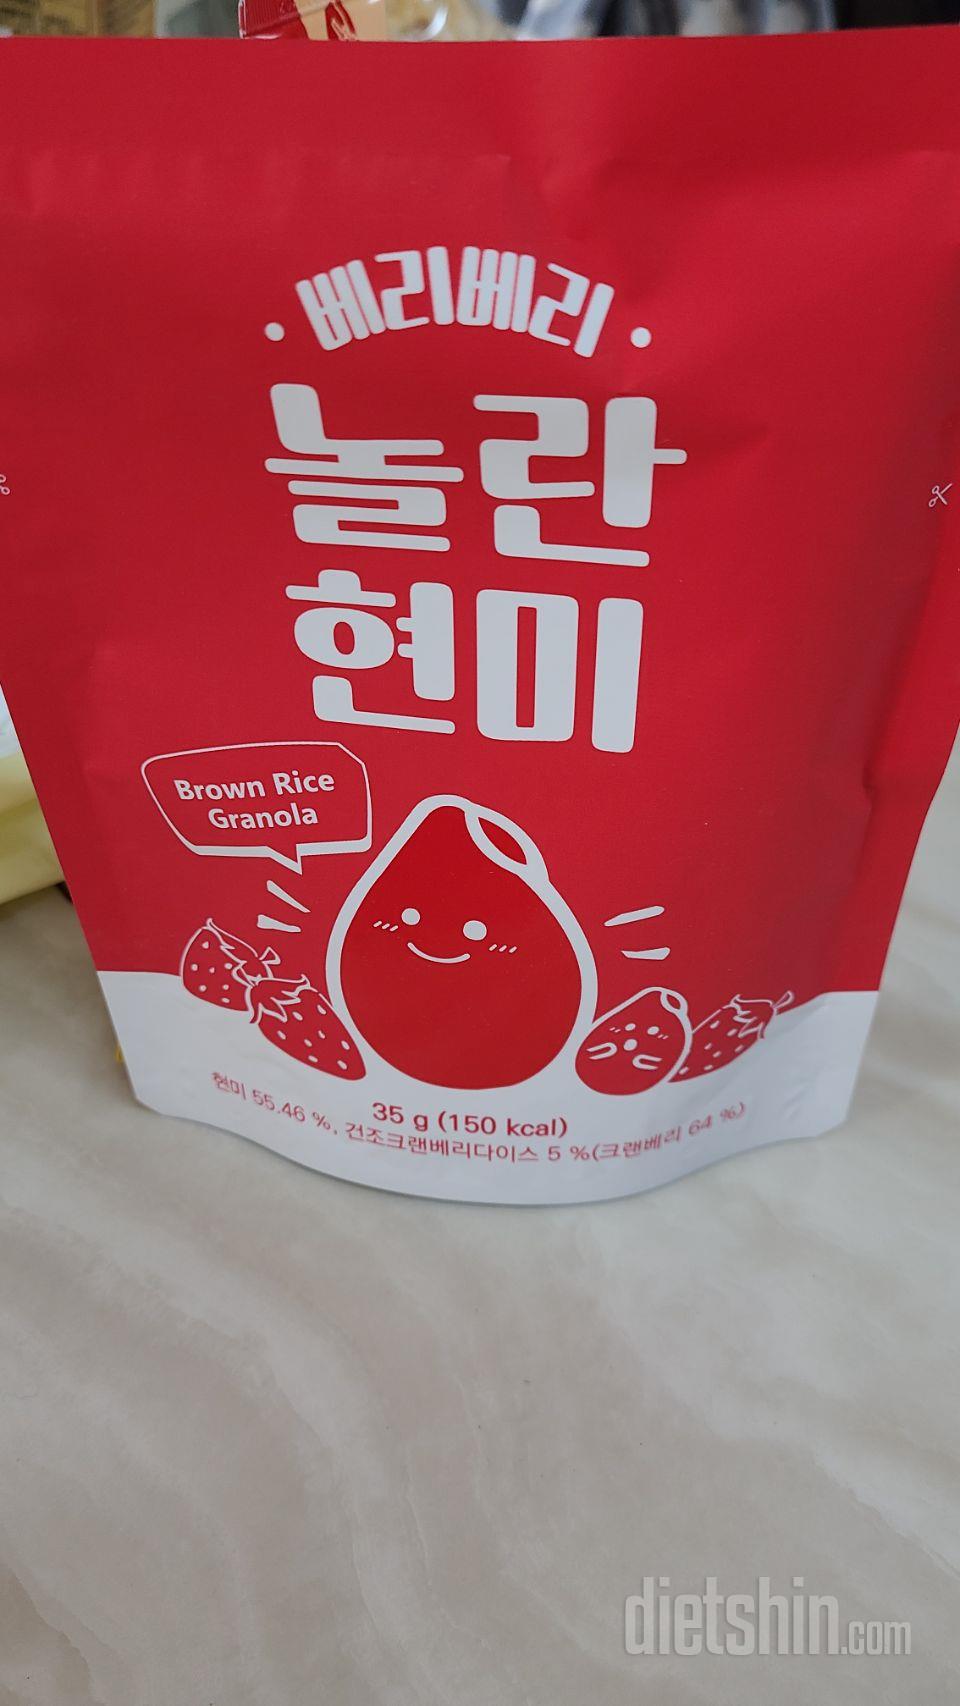 · 베리베리 ·
놀란
현미
Brown Rice
Granola
35 g (150 kcal)
현미 55.46 %, 건조크랜베리다이스 5 %(크랜베리 64 %)
dietshin.com